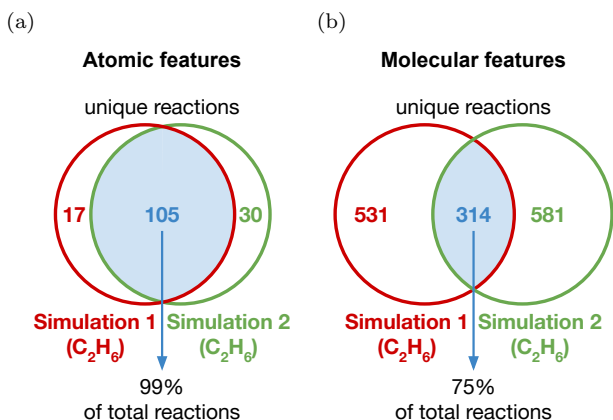 (a)
Atomic features
unique reactions
17
105
30
Simulation 1
(C₂H₆)
Simulation 2
(C₂H₆)
99%
of total reactions
(b)
Molecular features
unique reactions
531
314
581
Simulation 1
(C₂H₆)
Simulation 2
(C₂H₆)
75%
of total reactions